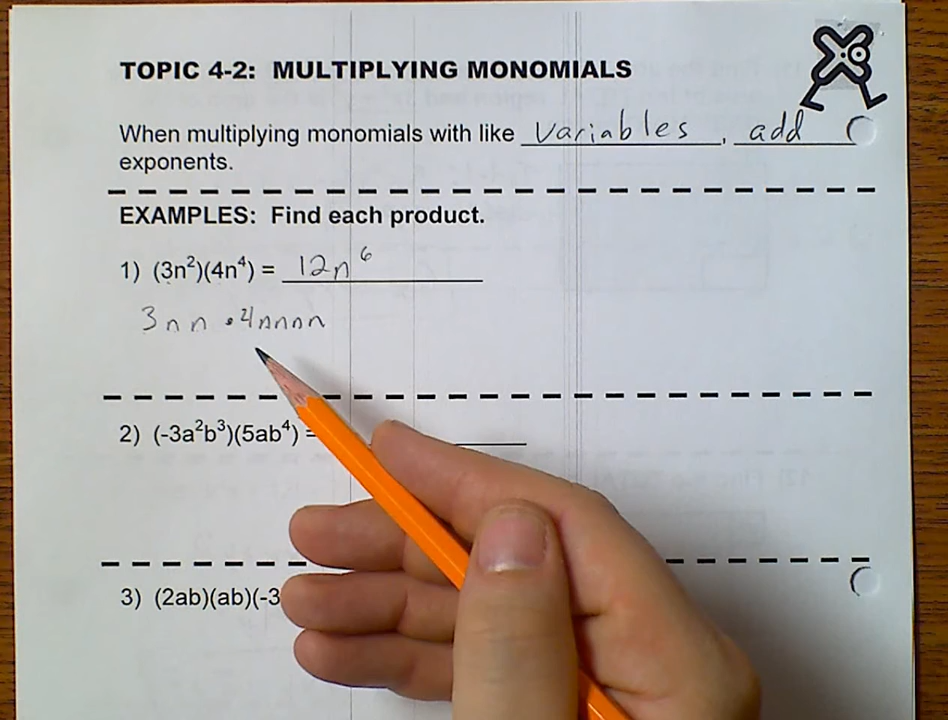 TOPIC 4-2: MULTIPLYING MONOMIALS
When multiplying monomials with like variables, add
exponents.
EXAMPLES: Find each product.
1) (3n²)(4n⁴) = 12n⁶
3nn • 4nnnn
2) (-3a²b³)(5ab⁴) =
3) (2ab)(ab)(-3